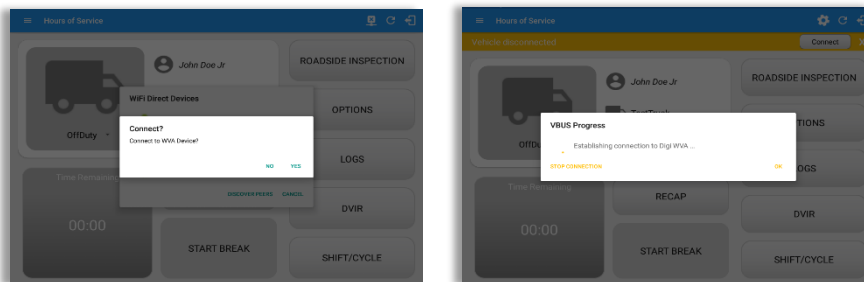 Hours of Service
John Doe Jr
ROADSIDE INSPECTION
WiFi Direct Devices
OPTIONS
Connect?
Connect to WVA Device?
OffDuty
NO YES
LOGS
Time Remaining
DISCOVER PEERS CANCEL
DVIR
00:00
START BREAK
SHIFT/CYCLE
Hours of Service
Vehicle disconnected
Connect X
John Doe Jr
ROADSIDE INSPECTION
VBUS Progress
Establishing connection to Digi WVA ...
STOP CONNECTION OK
Time Remaining
RECAP
DVIR
00:00
START BREAK
SHIFT/CYCLE